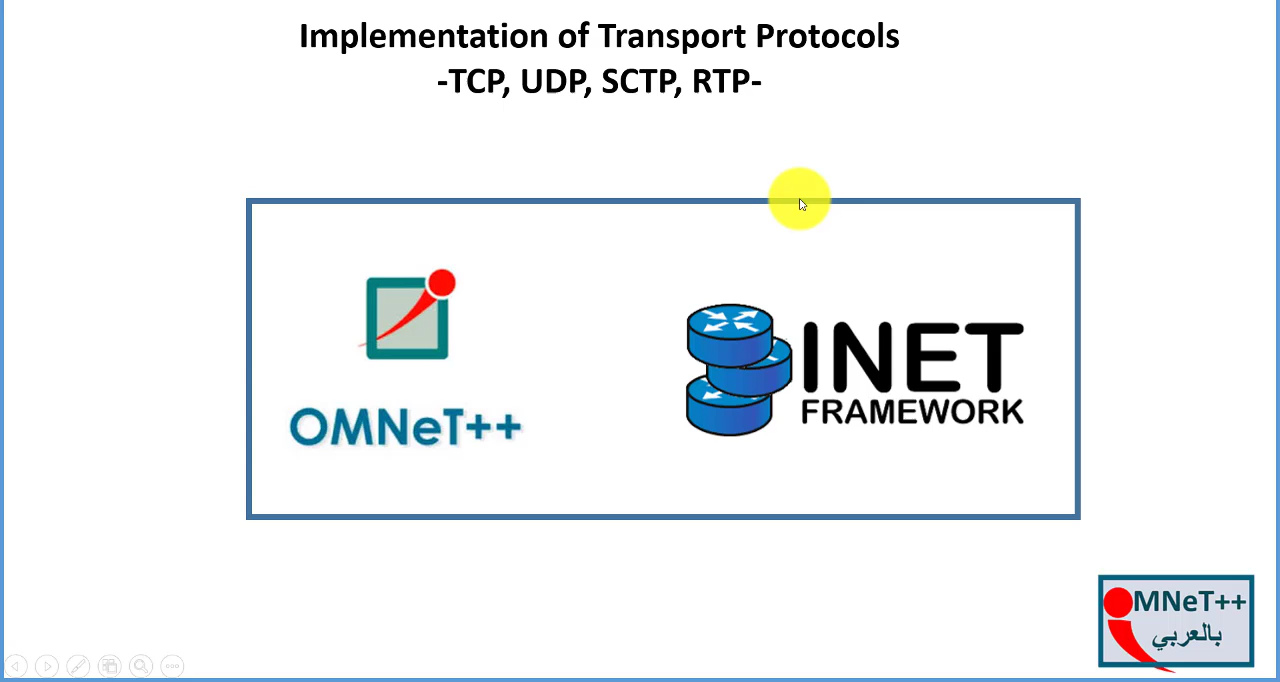 Implementation of Transport Protocols
-TCP, UDP, SCTP, RTP-
OMNeT++
INET
FRAMEWORK
MNeT++
بالعربي